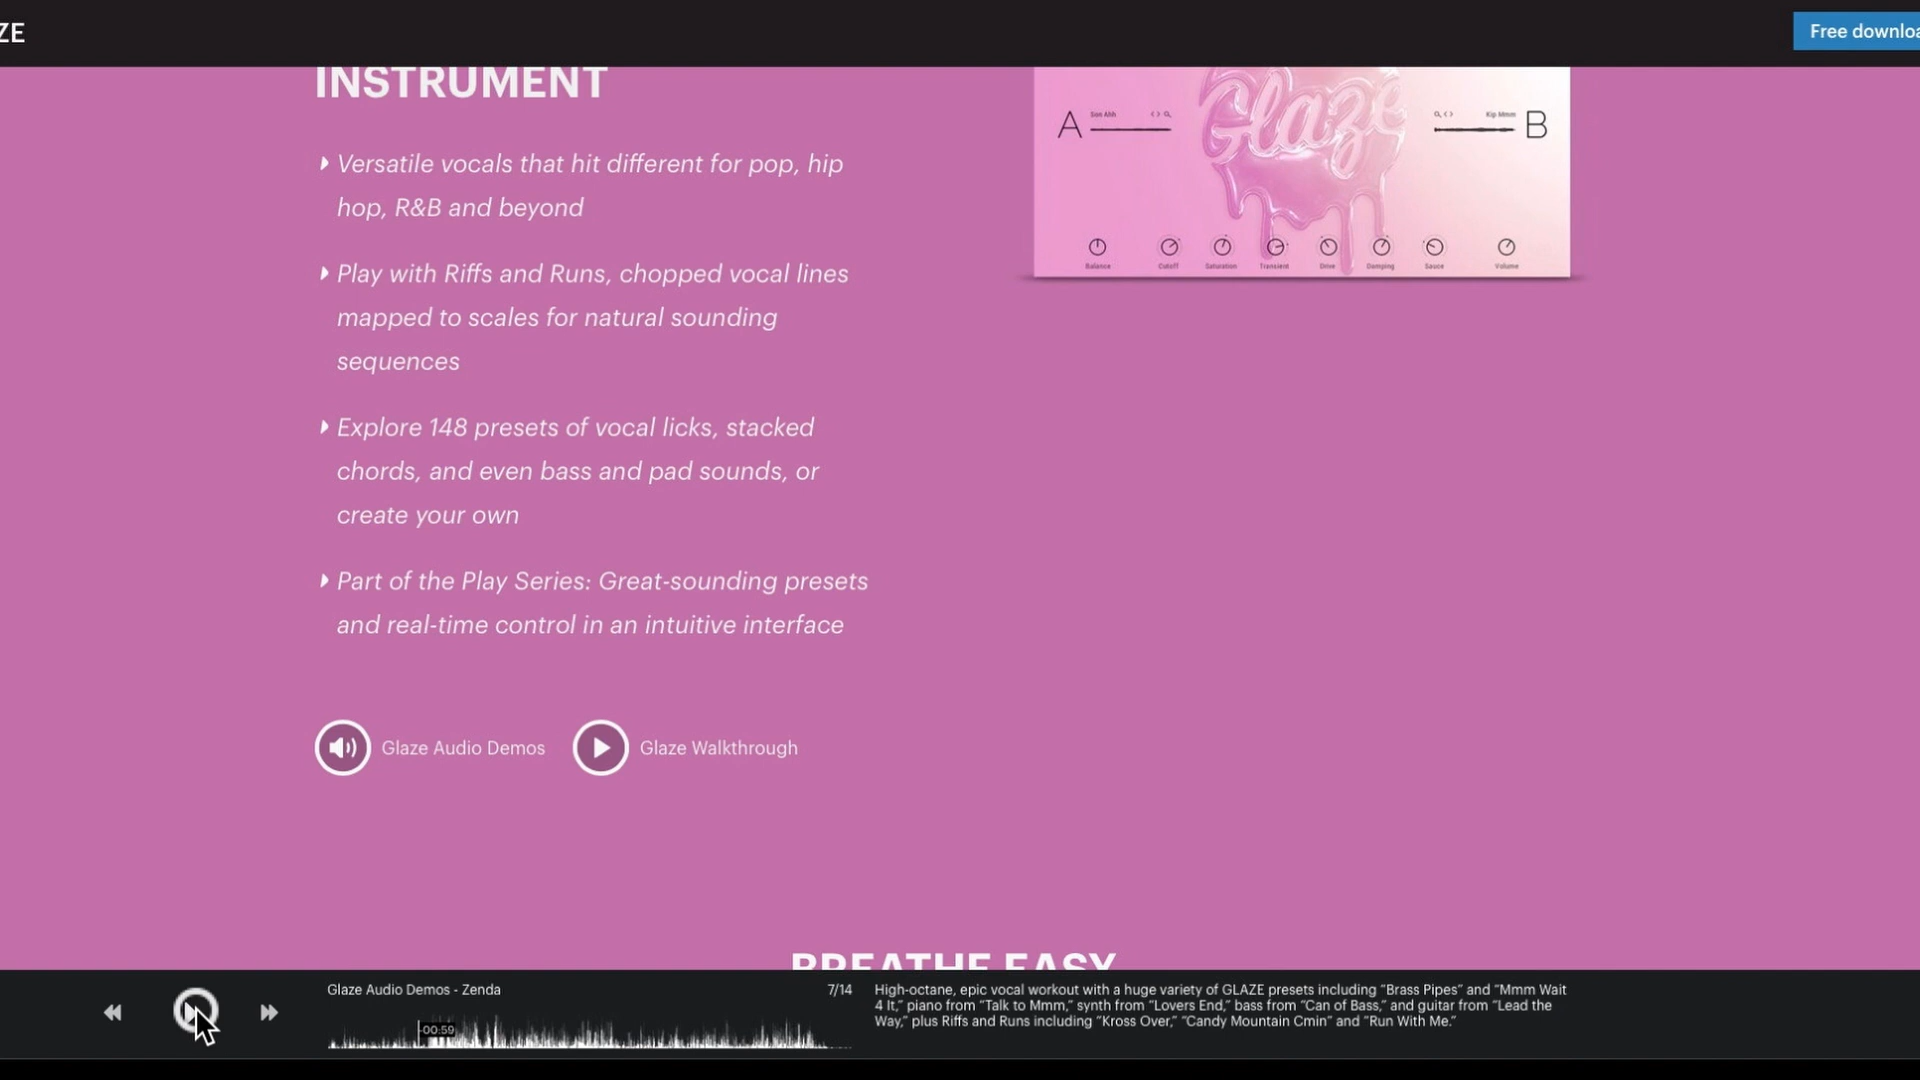 ZE
Free downloa
INSTRUMENT
Versatile vocals that hit different for pop, hip
hop, R&B and beyond
Play with Riffs and Runs, chopped vocal lines
mapped to scales for natural sounding
sequences
Explore 148 presets of vocal licks, stacked
chords, and even bass and pad sounds, or
create your own
Part of the Play Series: Great-sounding presets
and real-time control in an intuitive interface
Glaze Audio Demos
Glaze Walkthrough
Glaze
A
Soo Ahh
Kip Mmm
B
Balance
Cutoff
Saturation
Transient
Drive
Damping
Sauce
Volume
BREATHE EASY
Glaze Audio Demos - Zenda
7/14
-00:59
High-octane, epic vocal workout with a huge variety of GLAZE presets including “Brass Pipes” and “Mmm Wait
4 It,” piano from “Talk to Mmm,” synth from “Lovers End,” bass from “Can of Bass,” and guitar from “Lead the
Way,” plus Riffs and Runs including “Kross Over,” “Candy Mountain Cmin” and “Run With Me.”